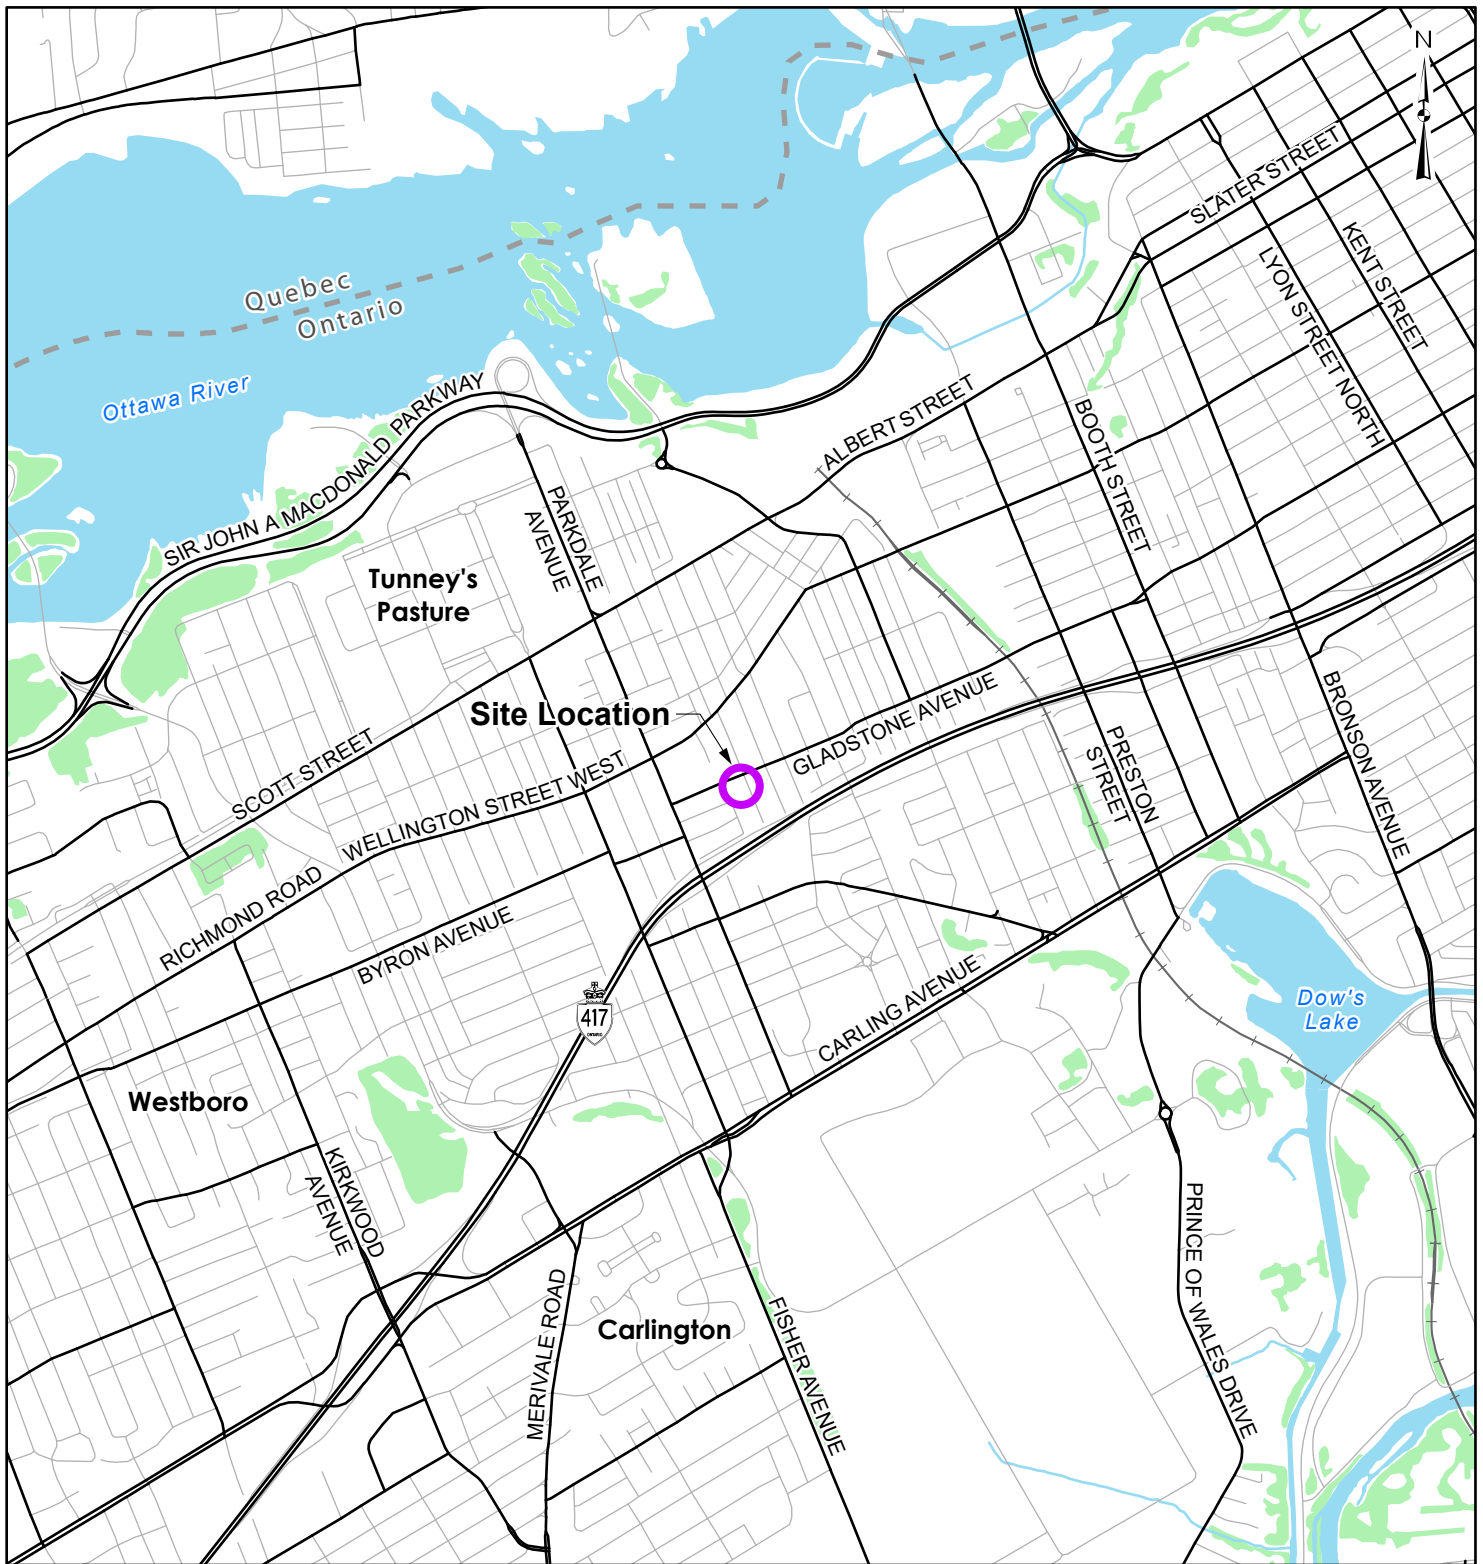 N
SLATER STREET
KENT STREET
LYON STREET NORTH
Quebec
Ontario
Ottawa River
SIR JOHN A MACDONALD PARKWAY
ALBERT STREET
BOOTH STREET
PARKDALE
AVENUE
Tunney's
Pasture
Site Location
GLADSTONE AVENUE
BRONSON AVENUE
PRESTON
STREET
SCOTT STREET
WELLINGTON STREET WEST
RICHMOND ROAD
BYRON AVENUE
417
ONTARIO
CARLING AVENUE
Dow's
Lake
Westboro
KIRKWOOD
AVENUE
PRINCE OF WALES DRIVE
MERIVALE ROAD
Carlington
FISHER AVENUE